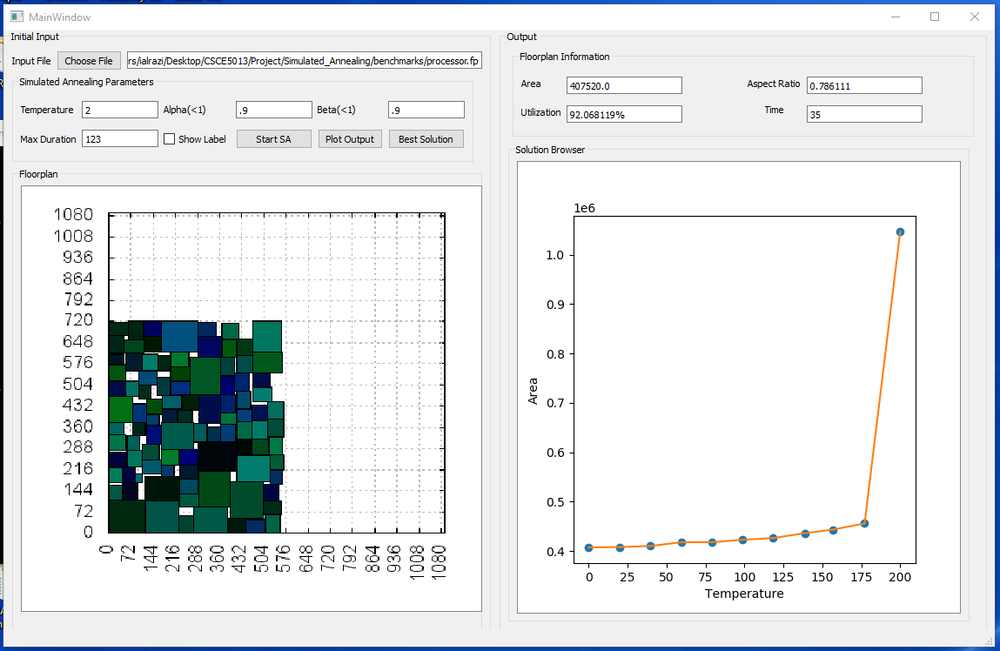 MainWindow
Initial Input
Input File Choose File rs/ialrazi/Desktop/CSCE5013/Project/Simulated_Annealing/benchmarks/processor.fp
Simulated Annealing Parameters
Temperature 2 Alpha(<1) .9 Beta(<1) .9
Max Duration 123 Show Label Start SA Plot Output Best Solution
Floorplan
1080
1008
936
864
792
720
648
576
504
432
360
288
216
144
72
0
0 72 144 216 288 360 432 504 576 648 720 792 864 936 1008 1080
Output
Floorplan Information
Area 407520.0 Aspect Ratio 0.786111
Utilization 92.068119% Time 35
Solution Browser
1e6
1.0
0.9
0.8
0.7
0.6
0.5
0.4
Area
0 25 50 75 100 125 150 175 200
Temperature